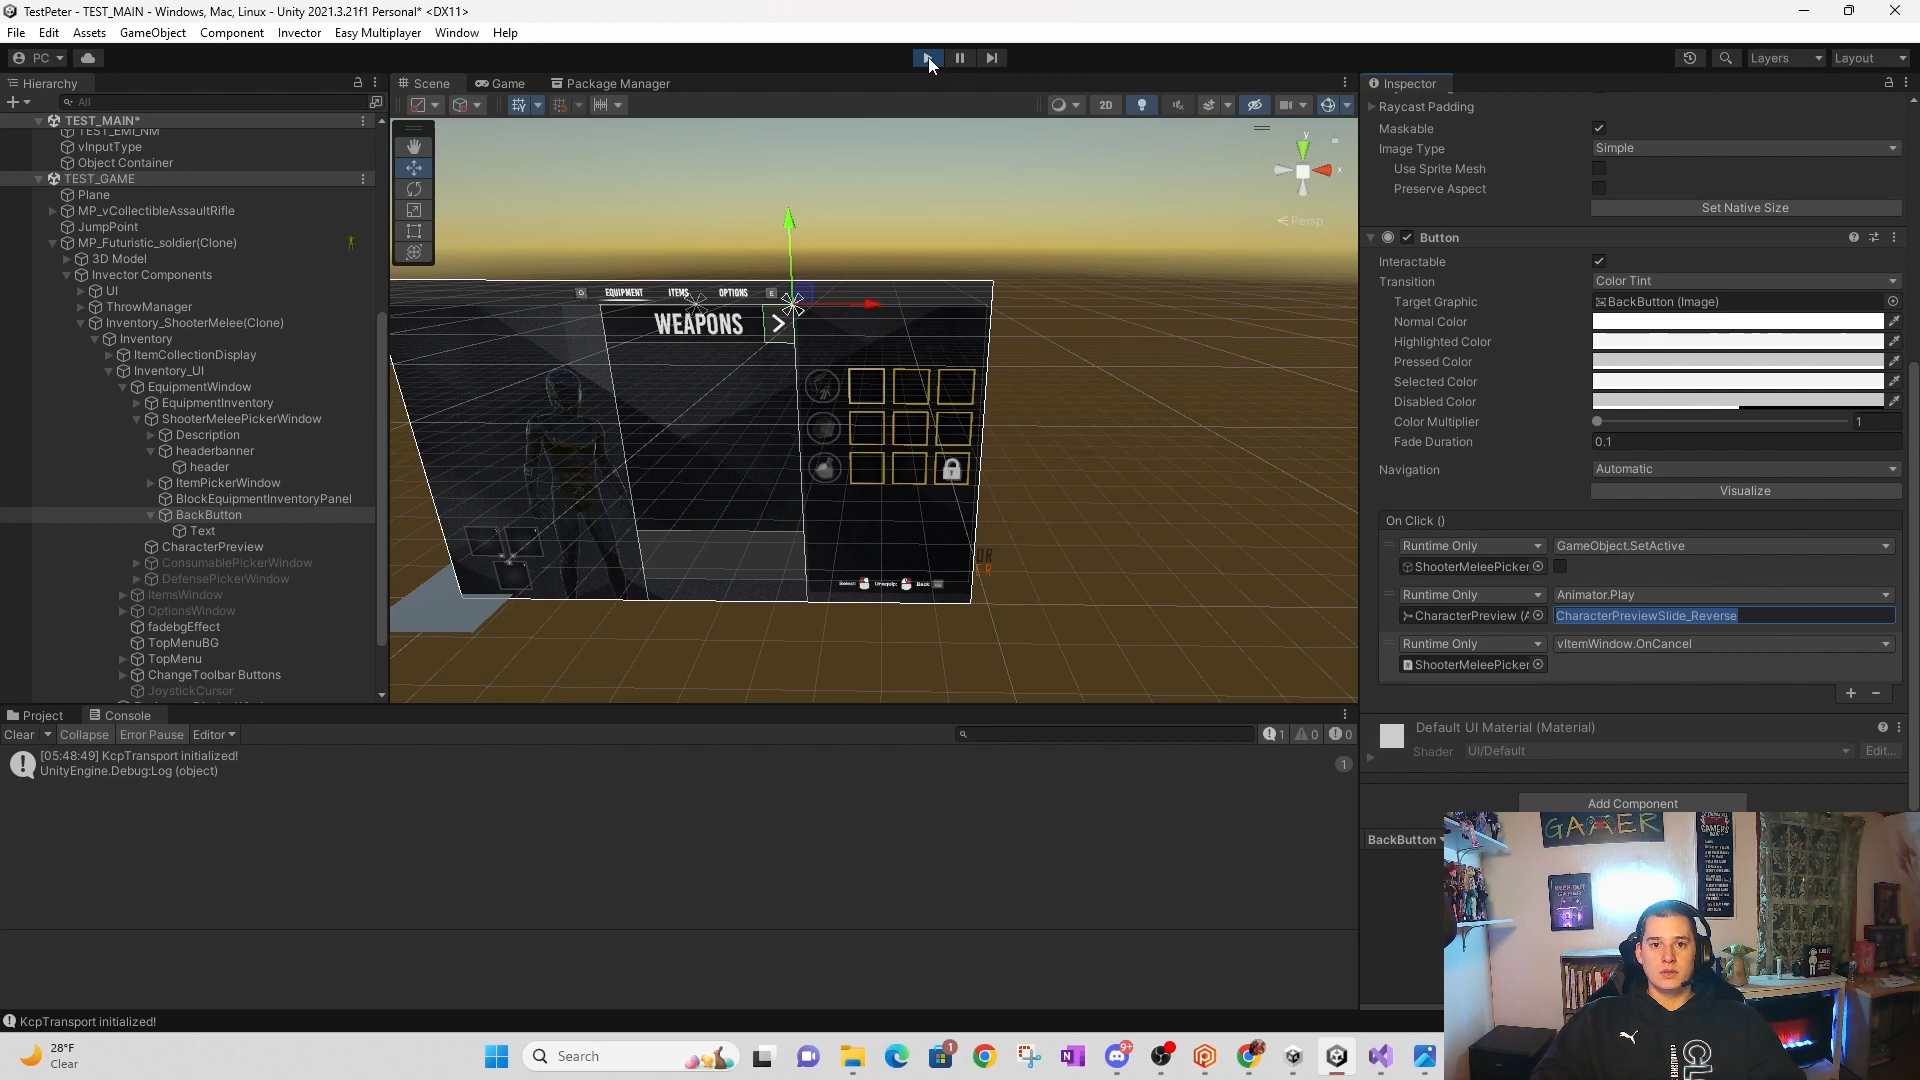 TestPeter - TEST_MAIN - Windows, Mac, Linux - Unity 2021.3.21f1 Personal* <DX11>
File Edit Assets GameObject Component Invector Easy Multiplayer Window Help
PC
Layers Layout
Hierarchy
All
TEST_MAIN*
TEST_EMI_NM
vInputType
Object Container
TEST_GAME
Plane
MP_vCollectibleAssaultRifle
JumpPoint
MP_Futuristic_soldier(Clone)
3D Model
Invector Components
UI
ThrowManager
Inventory_ShooterMelee(Clone)
Inventory
ItemCollectionDisplay
Inventory_UI
EquipmentWindow
EquipmentInventory
ShooterMeleePickerWindow
Description
headerbanner
header
ItemPickerWindow
BlockEquipmentInventoryPanel
BackButton
Text
CharacterPreview
ConsumablePickerWindow
DefensePickerWindow
ItemsWindow
OptionsWindow
fadebgEffect
TopMenuBG
TopMenu
ChangeToolbar Buttons
JoystickCursor
Scene Game Package Manager
2D
y
x
Persp
Q EQUIPMENT ITEMS OPTIONS E
WEAPONS >
Select: Unequip: Back
Inspector
Raycast Padding
Maskable
Image Type Simple
Use Sprite Mesh
Preserve Aspect
Set Native Size
Button
Interactable
Transition Color Tint
Target Graphic BackButton (Image)
Normal Color
Highlighted Color
Pressed Color
Selected Color
Disabled Color
Color Multiplier 1
Fade Duration 0.1
Navigation Automatic
Visualize
On Click ()
Runtime Only GameObject.SetActive
ShooterMeleePicker
Runtime Only Animator.Play
CharacterPreview (A CharacterPreviewSlide_Reverse
Runtime Only vItemWindow.OnCancel
ShooterMeleePicker
+ -
Default UI Material (Material)
Shader UI/Default Edit...
Add Component
BackButton
Project Console
Clear Collapse Error Pause Editor
1 0 0
[05:48:49] KcpTransport initialized!
UnityEngine.Debug:Log (object)
1
KcpTransport initialized!
GAMER
28°F
Clear
Search
1
9+